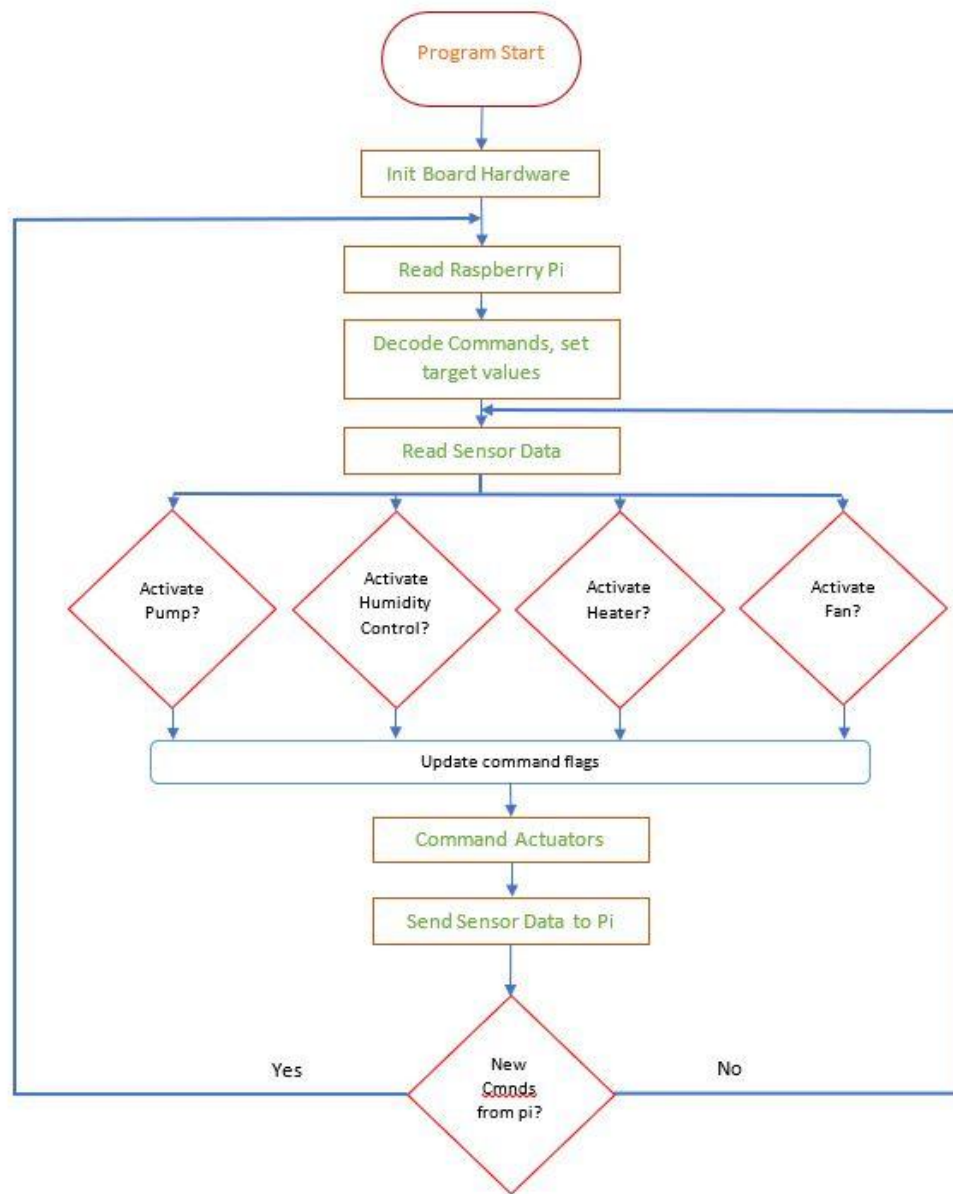 Program Start
Init Board Hardware
Read Raspberry Pi
Decode Commands, set
target values
Read Sensor Data
Activate
Pump?
Activate
Humidity
Control?
Activate
Heater?
Activate
Fan?
Update command flags
Command Actuators
Send Sensor Data to Pi
Yes
New
Cmnds
from pi?
No